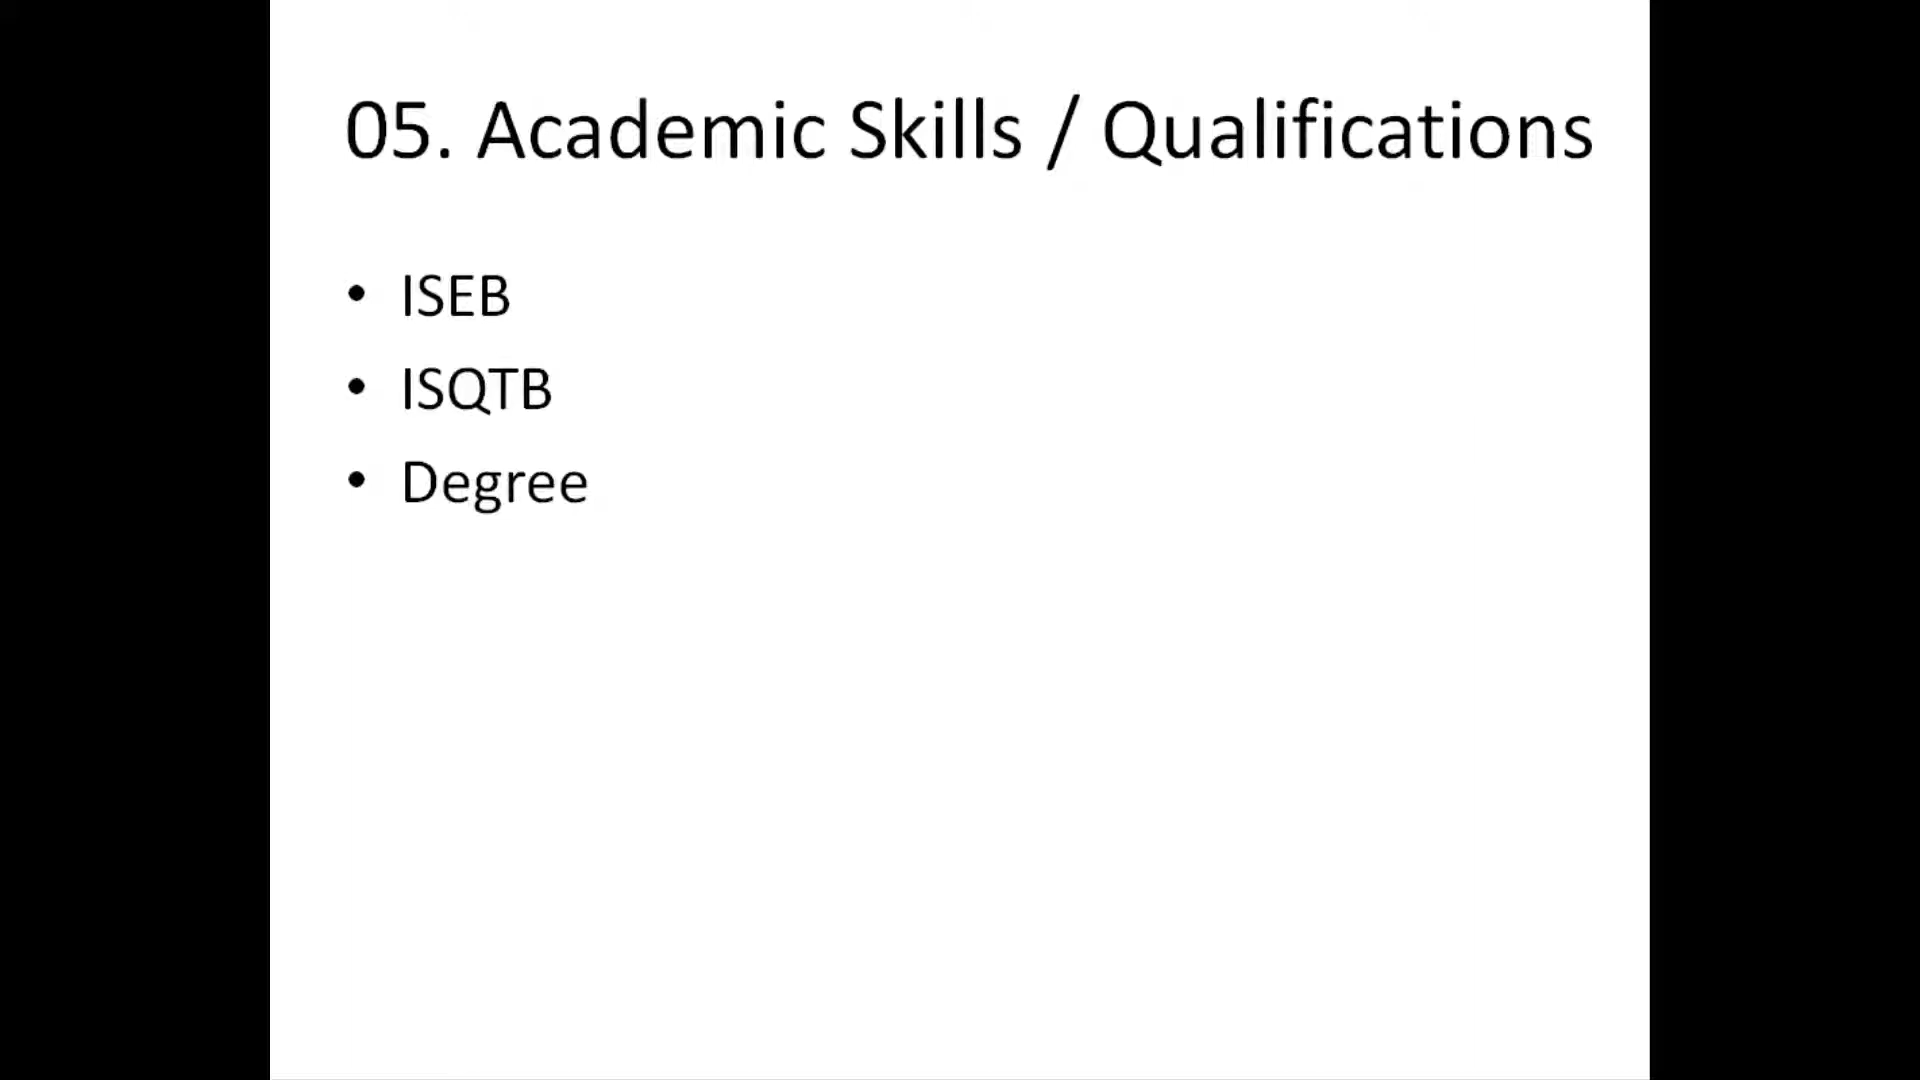 05. Academic Skills / Qualifications
• ISEB
• ISQTB
• Degree